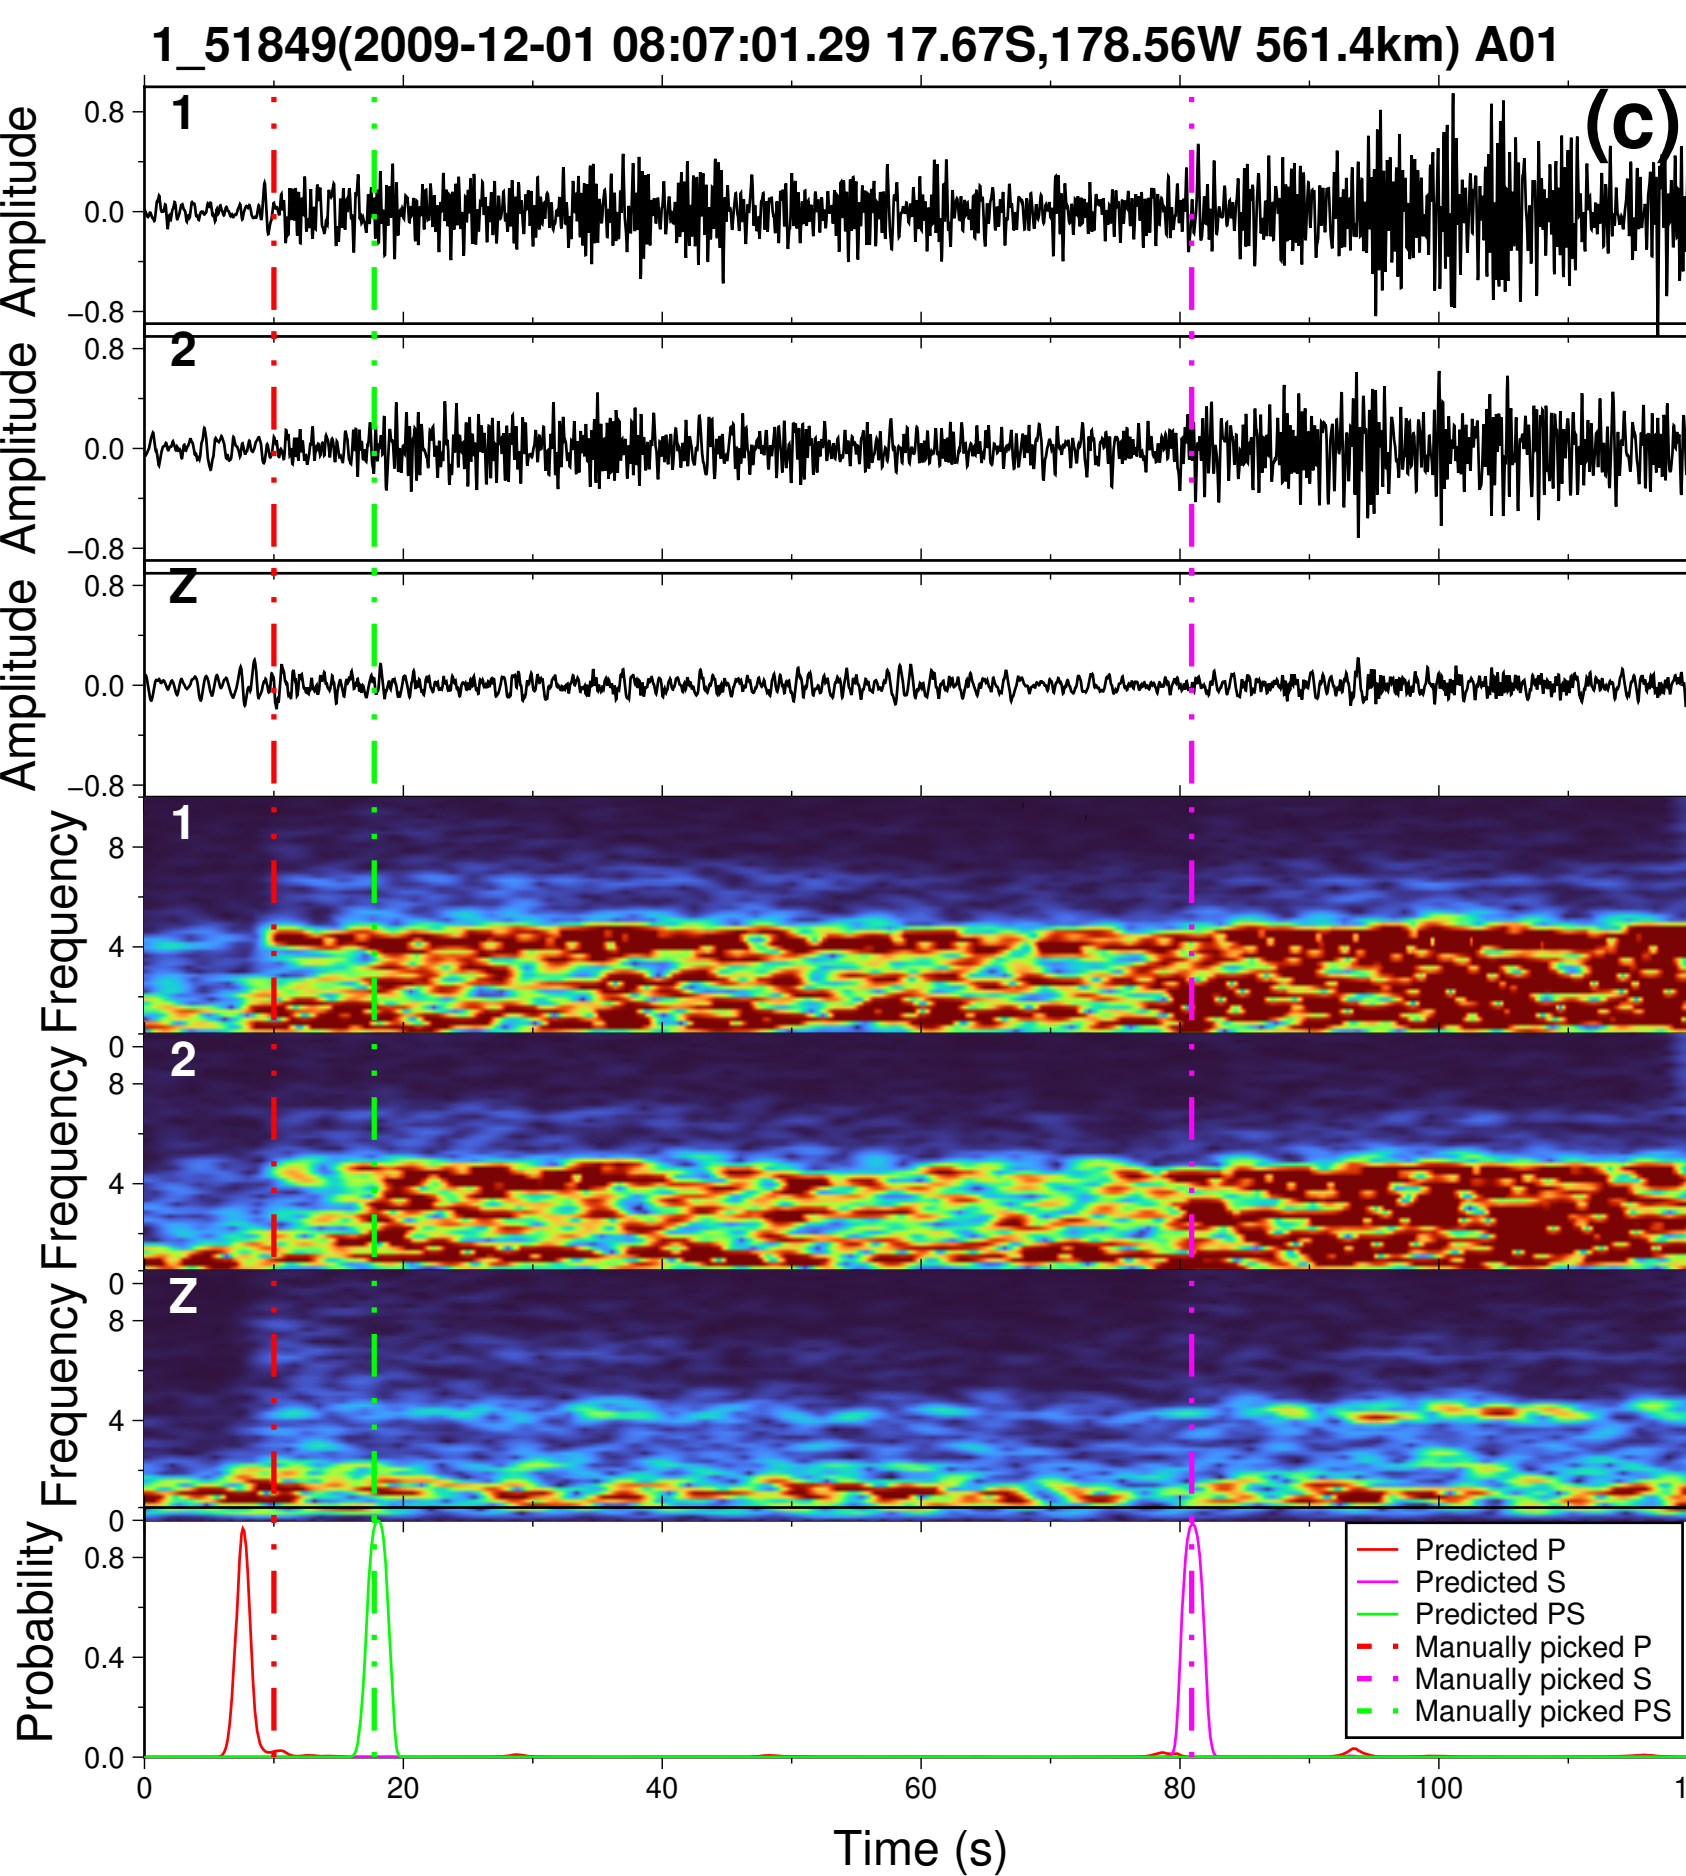 1_51849(2009-12-01 08:07:01.29 17.67S,178.56W 561.4km) A01
(c)
Amplitude
0.8
0.0
−0.8
1
Amplitude
0.8
0.0
−0.8
2
Amplitude
0.8
0.0
−0.8
Z
Frequency
8
4
0
1
Frequency
8
4
0
2
Frequency
8
4
0
Z
Probability
0.8
0.4
0.0
Predicted P
Predicted S
Predicted PS
Manually picked P
Manually picked S
Manually picked PS
0 20 40 60 80 100 1
Time (s)